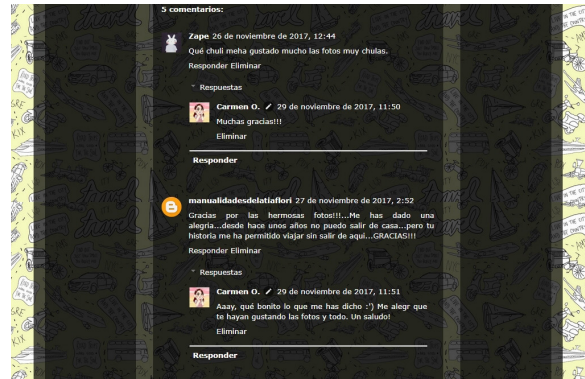 5 comentarios:
Zape 26 de noviembre de 2017, 12:44
Qué chuli meha gustado mucho las fotos muy chulas.
Responder Eliminar
Respuestas
Carmen O. 29 de noviembre de 2017, 11:50
Muchas gracias!!!
Eliminar
Responder
manualidadesdelatiaflori 27 de noviembre de 2017, 2:52
Gracias por las hermosas fotos!!!...Me has dado una
alegria...desde hace unos años no puedo salir de casa...pero tu
historia me ha permitido viajar sin salir de aqui...GRACIAS!!!
Responder Eliminar
Respuestas
Carmen O. 29 de noviembre de 2017, 11:51
Aaay, qué bonito lo que me has dicho :') Me alegr que
te hayan gustando las fotos y todo. Un saludo!
Eliminar
Responder